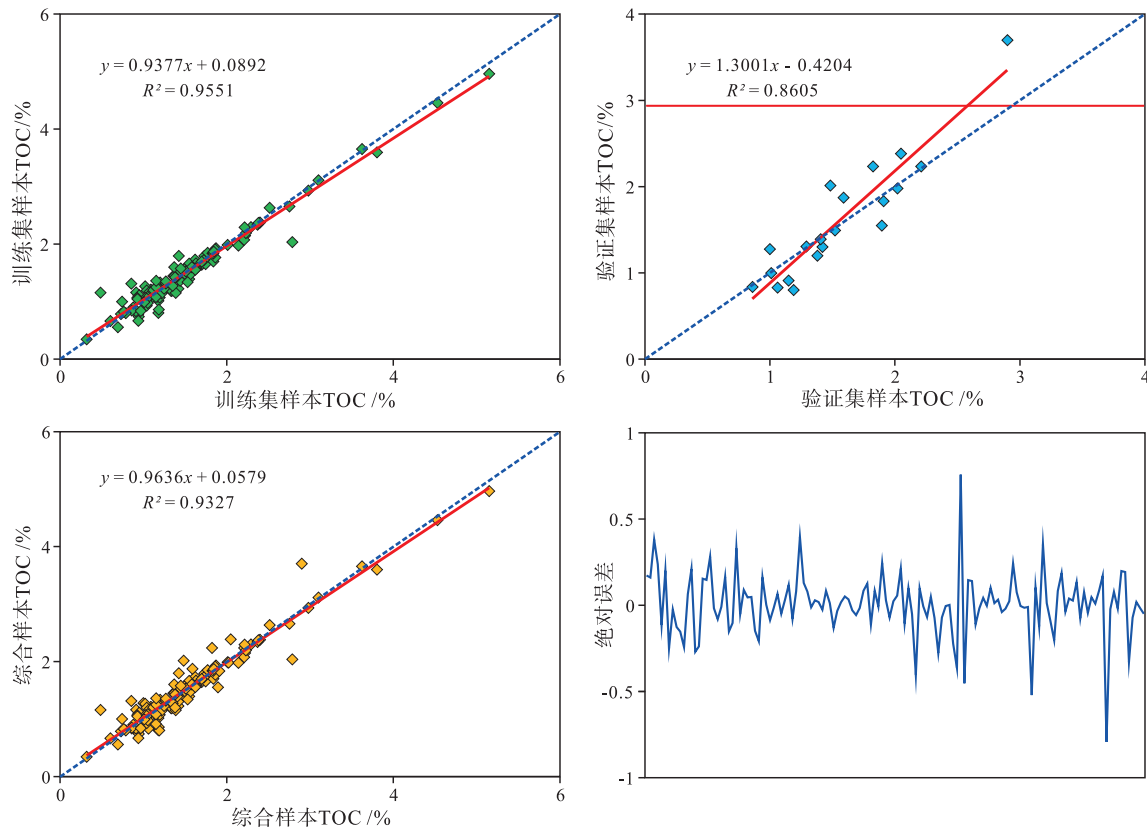 6
4
2
0
y = 0.9377x + 0.0892
R² = 0.9551
训练集样本TOC/%
0
2
4
6
训练集样本TOC /%
4
3
2
1
0
y = 1.3001x - 0.4204
R² = 0.8605
验证集样本TOC/%
0
1
2
3
4
验证集样本TOC /%
6
4
2
0
y = 0.9636x + 0.0579
R² = 0.9327
综合样本TOC/%
0
2
4
6
综合样本TOC /%
1
0.5
0
-0.5
-1
绝对误差